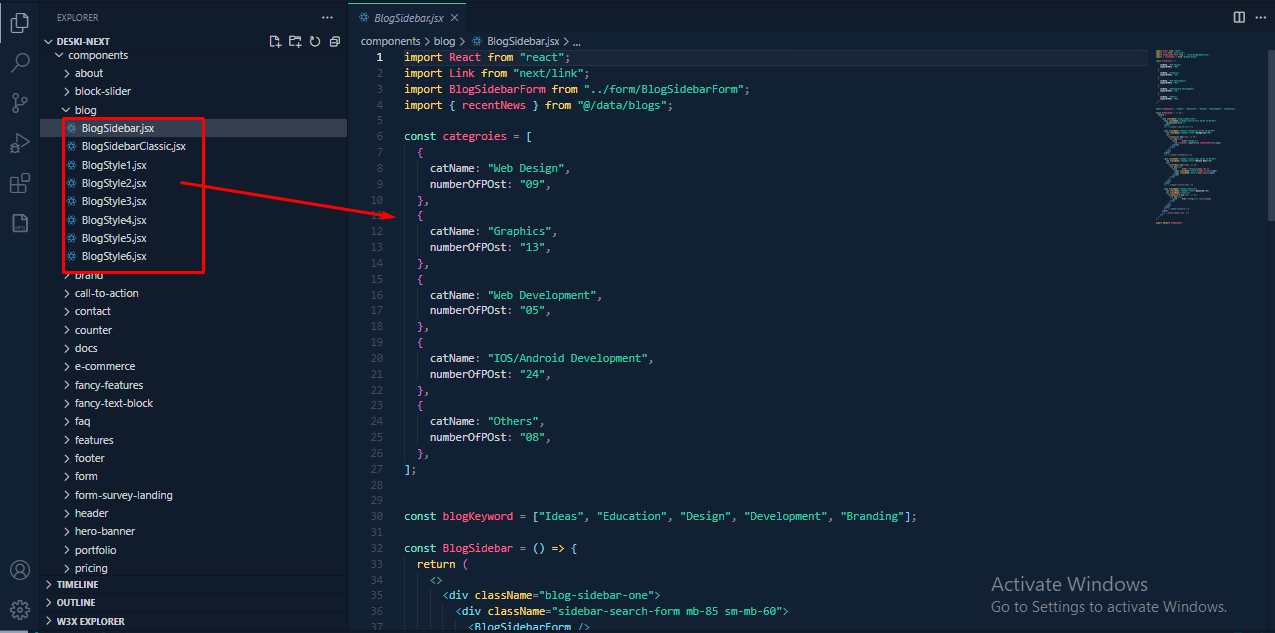 EXPLORER
···
DESKI-NEXT
components
about
block-slider
blog
BlogSidebar.jsx
BlogSidebarClassic.jsx
BlogStyle1.jsx
BlogStyle2.jsx
BlogStyle3.jsx
BlogStyle4.jsx
BlogStyle5.jsx
BlogStyle6.jsx
brand
call-to-action
contact
counter
docs
e-commerce
fancy-features
fancy-text-block
faq
features
footer
form
form-survey-landing
header
hero-banner
portfolio
pricing
TIMELINE
OUTLINE
W3X EXPLORER
BlogSidebar.jsx
components > blog > BlogSidebar.jsx > ...
1 import React from "react";
2 import Link from "next/link";
3 import BlogSidebarForm from "../form/BlogSidebarForm";
4 import { recentNews } from "@/data/blogs";
5
6 const categroies = [
7 {
8 catName: "Web Design",
9 numberOfPOst: "09",
10 },
11 {
12 catName: "Graphics",
13 numberOfPOst: "13",
14 },
15 {
16 catName: "Web Development",
17 numberOfPOst: "05",
18 },
19 {
20 catName: "IOS/Android Development",
21 numberOfPOst: "24",
22 },
23 {
24 catName: "Others",
25 numberOfPOst: "08",
26 },
27 ];
28
29
30 const blogKeyword = ["Ideas", "Education", "Design", "Development", "Branding"];
31
32 const BlogSidebar = () => {
33 return (
34 <>
35 <div className="blog-sidebar-one">
36 <div className="sidebar-search-form mb-85 sm-mb-60">
37 <BlogSidebarForm />
Activate Windows
Go to Settings to activate Windows.